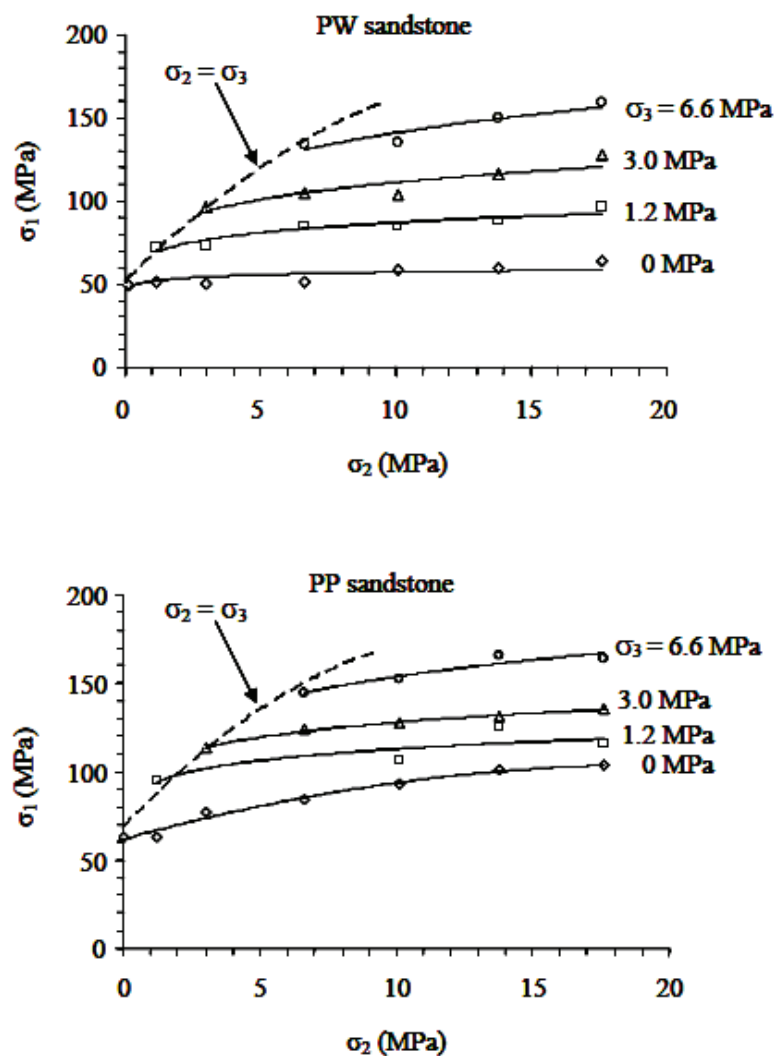 PW sandstone
200
σ₂ = σ₃
150
σ₃ = 6.6 MPa
σ₁ (MPa)
3.0 MPa
100
1.2 MPa
50
0 MPa
0
0 5 10 15 20
σ₂ (MPa)
PP sandstone
200
σ₂ = σ₃
σ₃ = 6.6 MPa
150
3.0 MPa
1.2 MPa
σ₁ (MPa)
100
0 MPa
50
0
0 5 10 15 20
σ₂ (MPa)